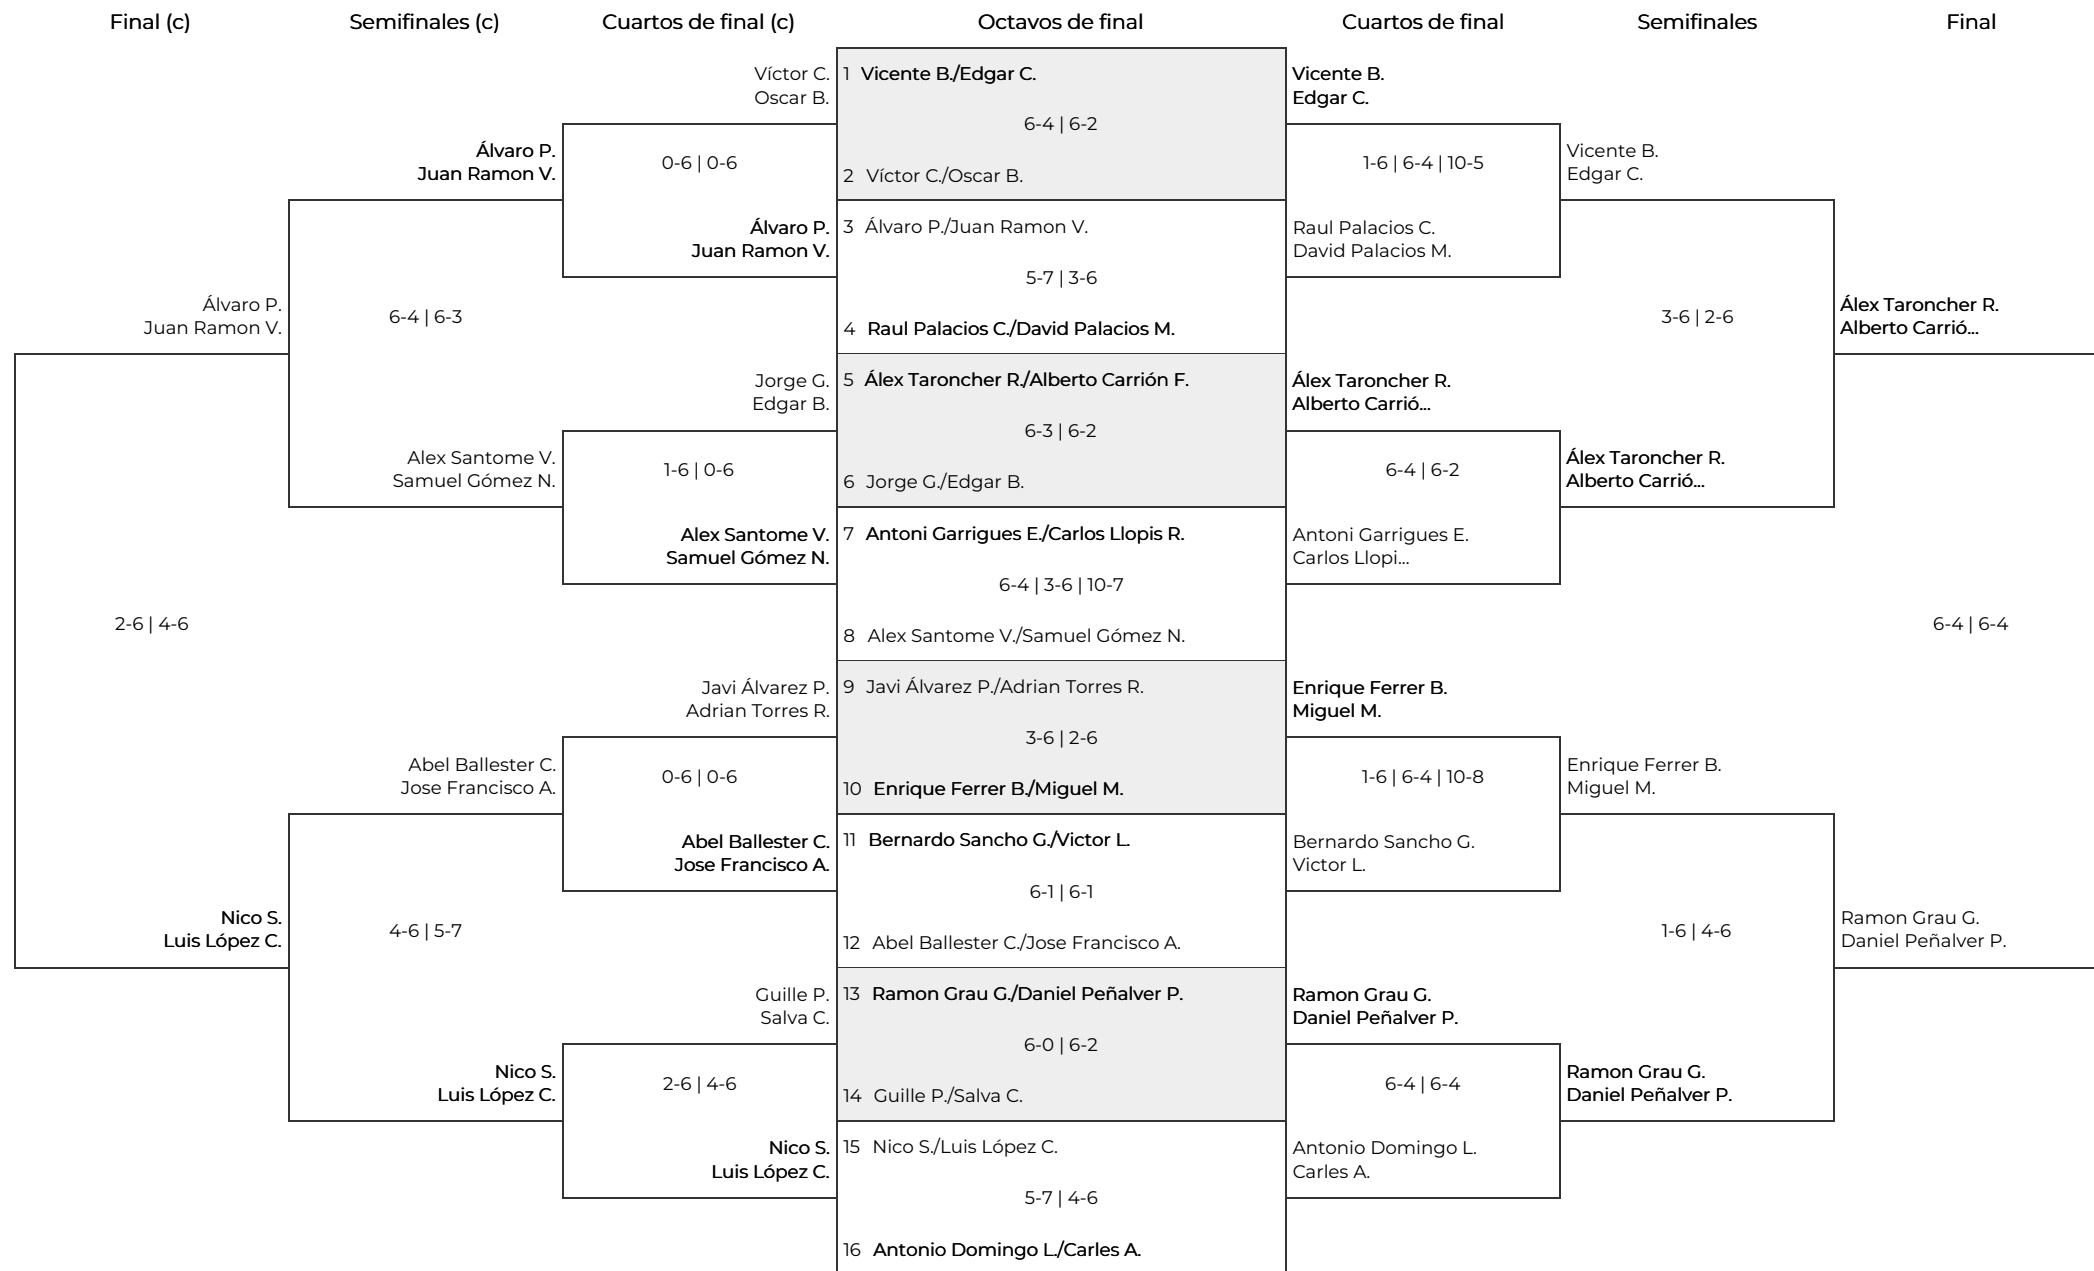 Final (c)
Semifinales (c)
Cuartos de final (c)
Octavos de final
Cuartos de final
Semifinales
Final
Álvaro P.
Juan Ramon V.
2-6 | 4-6
Nico S.
Luis López C.
Álvaro P.
Juan Ramon V.
6-4 | 6-3
Alex Santome V.
Samuel Gómez N.
Abel Ballester C.
Jose Francisco A.
4-6 | 5-7
Nico S.
Luis López C.
Víctor C.
Oscar B.
0-6 | 0-6
Álvaro P.
Juan Ramon V.
Jorge G.
Edgar B.
1-6 | 0-6
Alex Santome V.
Samuel Gómez N.
Javi Álvarez P.
Adrian Torres R.
0-6 | 0-6
Abel Ballester C.
Jose Francisco A.
Guille P.
Salva C.
2-6 | 4-6
Nico S.
Luis López C.
1 Vicente B./Edgar C.
6-4 | 6-2
2 Víctor C./Oscar B.
3 Álvaro P./Juan Ramon V.
5-7 | 3-6
4 Raul Palacios C./David Palacios M.
5 Álex Taroncher R./Alberto Carrión F.
6-3 | 6-2
6 Jorge G./Edgar B.
7 Antoni Garrigues E./Carlos Llopis R.
6-4 | 3-6 | 10-7
8 Alex Santome V./Samuel Gómez N.
9 Javi Álvarez P./Adrian Torres R.
3-6 | 2-6
10 Enrique Ferrer B./Miguel M.
11 Bernardo Sancho G./Victor L.
6-1 | 6-1
12 Abel Ballester C./Jose Francisco A.
13 Ramon Grau G./Daniel Peñalver P.
6-0 | 6-2
14 Guille P./Salva C.
15 Nico S./Luis López C.
5-7 | 4-6
16 Antonio Domingo L./Carles A.
Vicente B.
Edgar C.
1-6 | 6-4 | 10-5
Raul Palacios C.
David Palacios M.
Álex Taroncher R.
Alberto Carrió...
6-4 | 6-2
Antoni Garrigues E.
Carlos Llopi...
Enrique Ferrer B.
Miguel M.
1-6 | 6-4 | 10-8
Bernardo Sancho G.
Victor L.
Ramon Grau G.
Daniel Peñalver P.
6-4 | 6-4
Antonio Domingo L.
Carles A.
Vicente B.
Edgar C.
3-6 | 2-6
Álex Taroncher R.
Alberto Carrió...
Enrique Ferrer B.
Miguel M.
1-6 | 4-6
Ramon Grau G.
Daniel Peñalver P.
Álex Taroncher R.
Alberto Carrió...
6-4 | 6-4
Ramon Grau G.
Daniel Peñalver P.